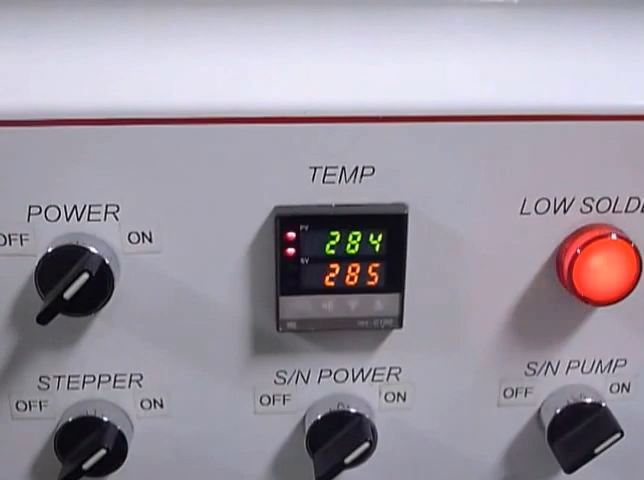 TEMP
POWER
OFF
ON
LOW SOLDE
PV
284
SV
285
STEPPER
OFF
ON
S/N POWER
OFF
ON
S/N PUMP
OFF
ON